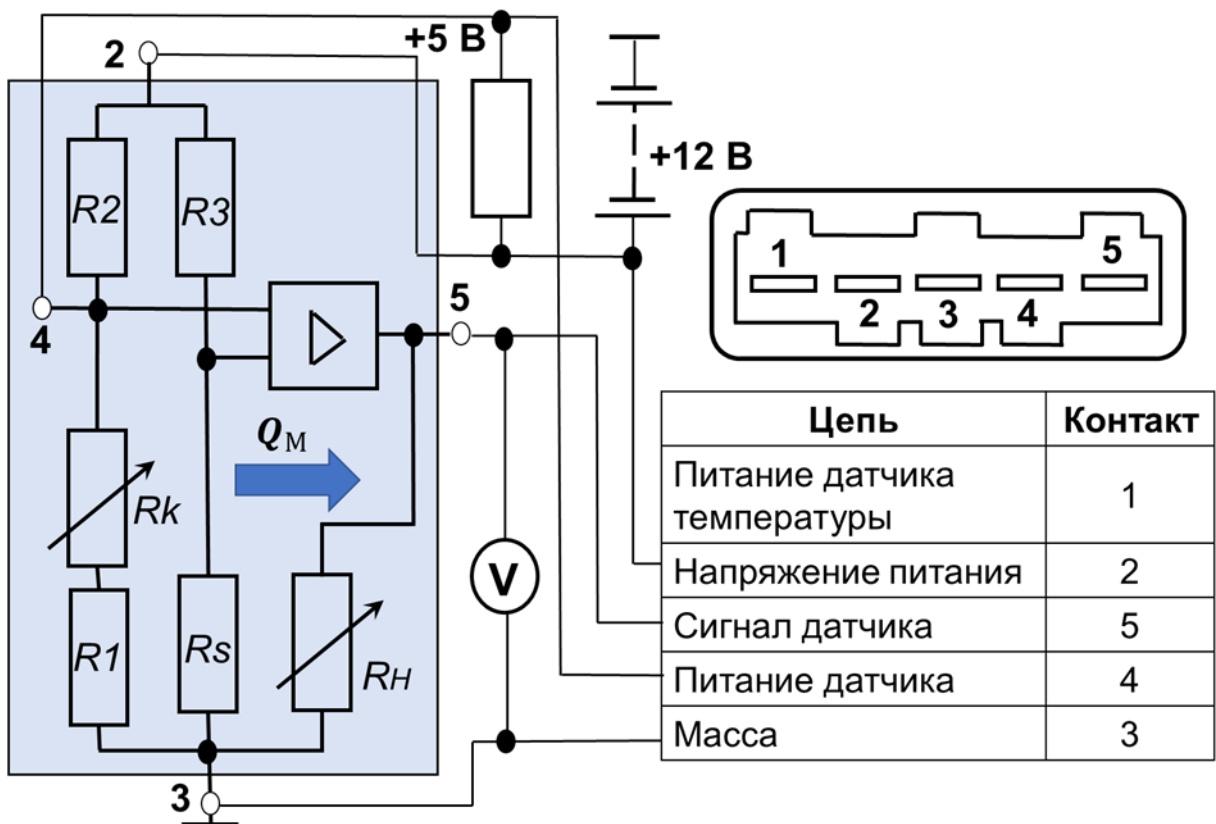 +5 В
2
+12 В
R2
R3
1
5
2
3
4
4
5
Qм
Rk
R1
Rs
RH
V
3
Цепь Контакт
Питание датчика
температуры 1
Напряжение питания 2
Сигнал датчика 5
Питание датчика 4
Масса 3